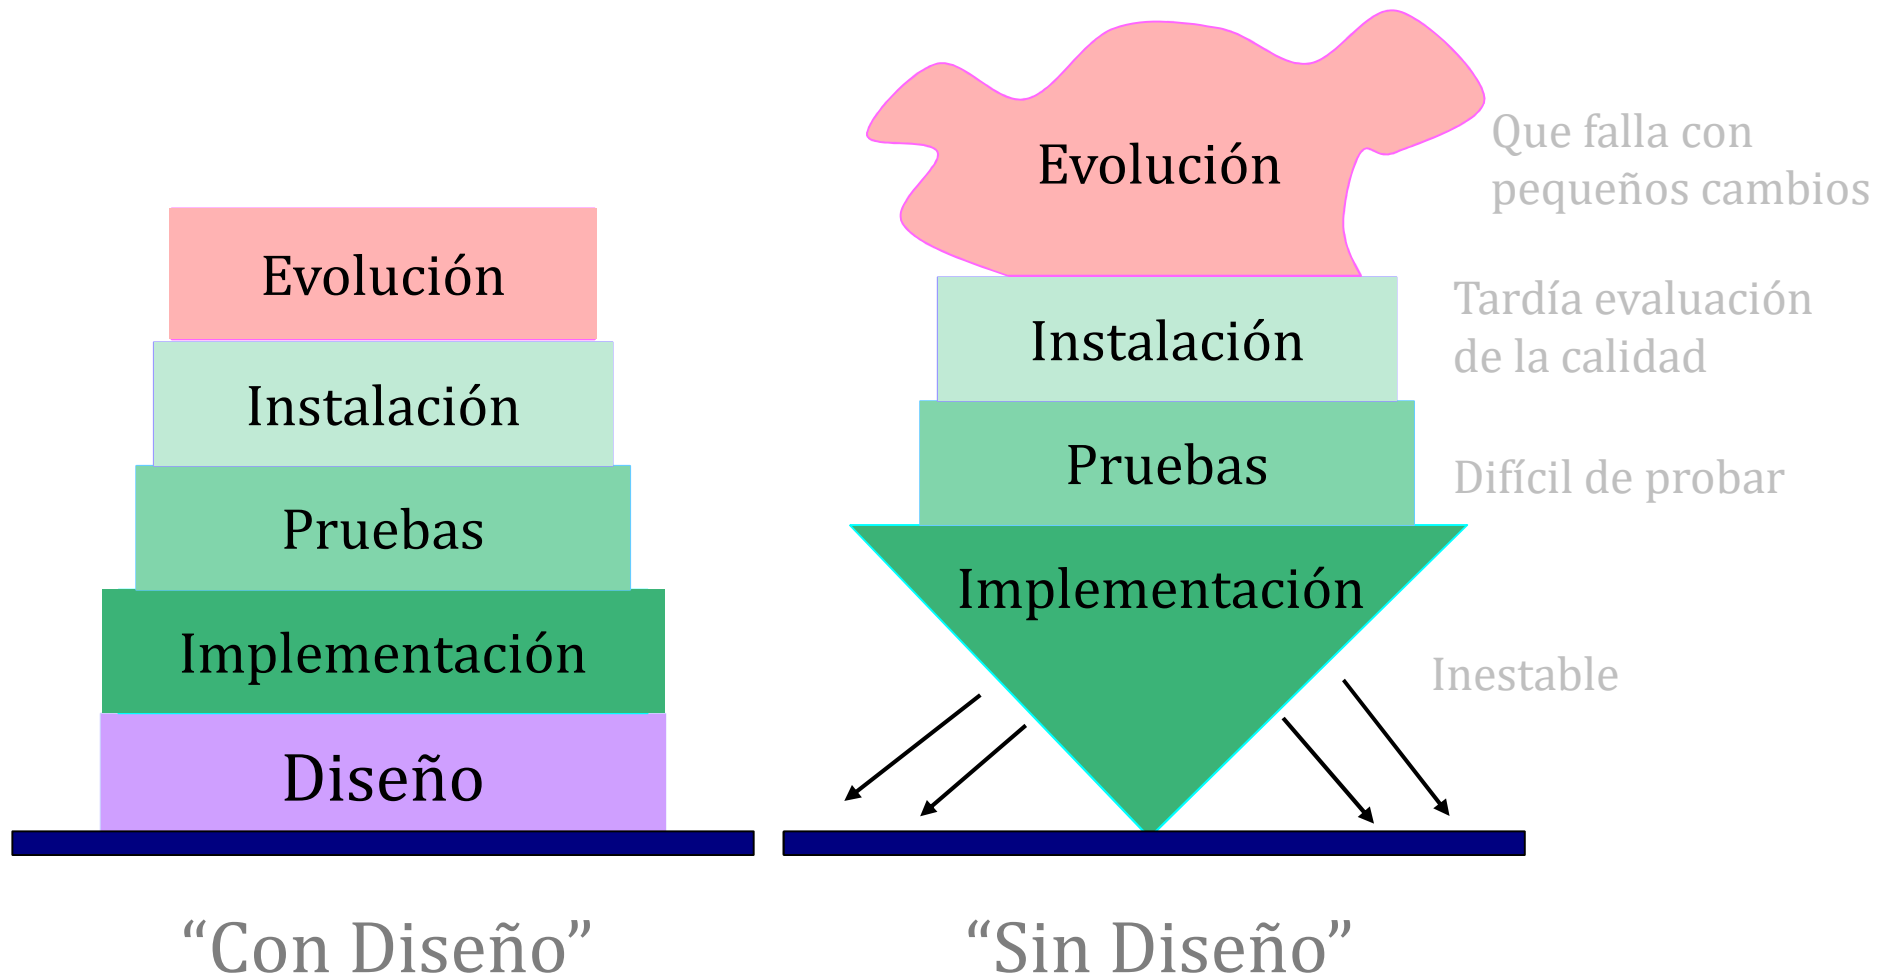 Evolución
Instalación
Pruebas
Implementación
Diseño
“Con Diseño”
Evolución
Que falla con
pequeños cambios
Instalación
Tardía evaluación
de la calidad
Pruebas
Difícil de probar
Implementación
Inestable
“Sin Diseño”